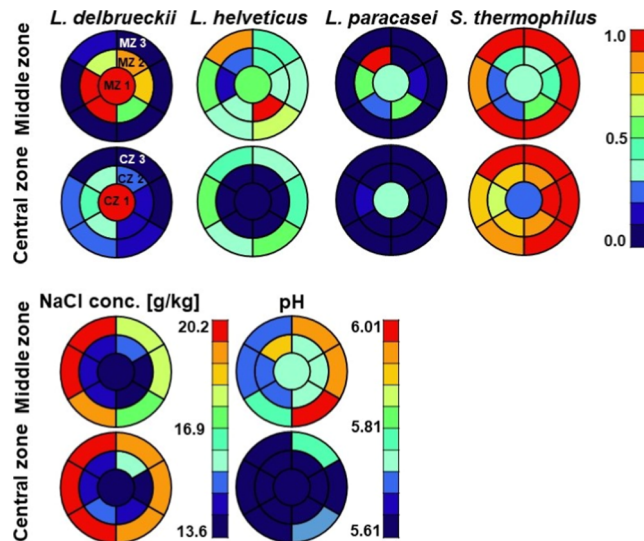 L. delbrueckii L. helveticus L. paracasei S. thermophilus
Middle zone
MZ 3
MZ 2
MZ 1
1.0
0.5
0.0
Central zone
CZ 3
CZ 2
CZ 1
NaCl conc. [g/kg] pH
Middle zone
20.2
16.9
13.6
6.01
5.81
5.61
Central zone